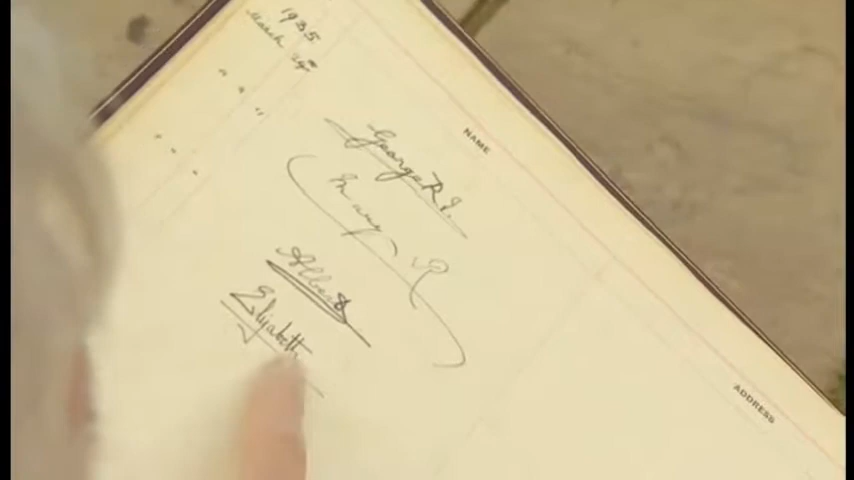 1935
March
NAME
George R.I.
Mary R
Albert
Elizabeth
ADDRESS